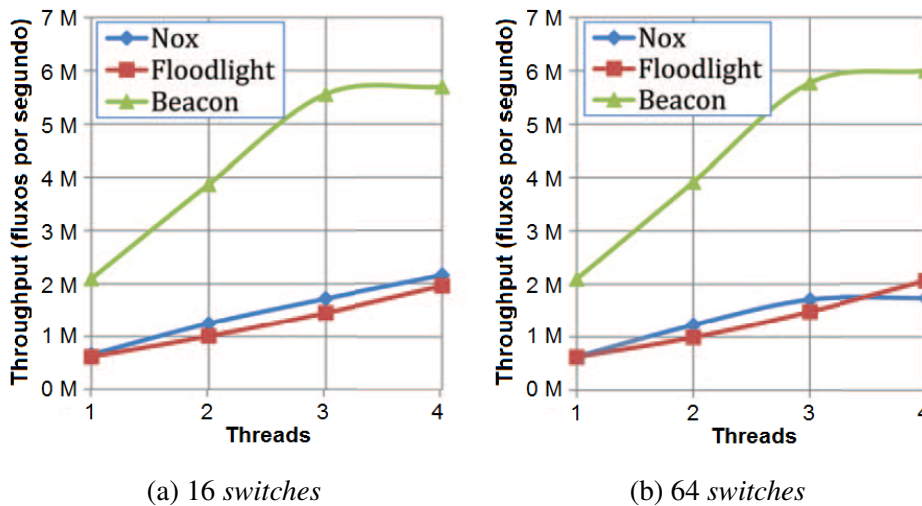 7 M
6 M
5 M
4 M
3 M
2 M
1 M
0 M
Throughput (fluxos por segundo)
Nox
Floodlight
Beacon
1 2 3 4
Threads
(a) 16 switches
7 M
6 M
5 M
4 M
3 M
2 M
1 M
0 M
Throughput (fluxos por segundo)
Nox
Floodlight
Beacon
1 2 3 4
Threads
(b) 64 switches